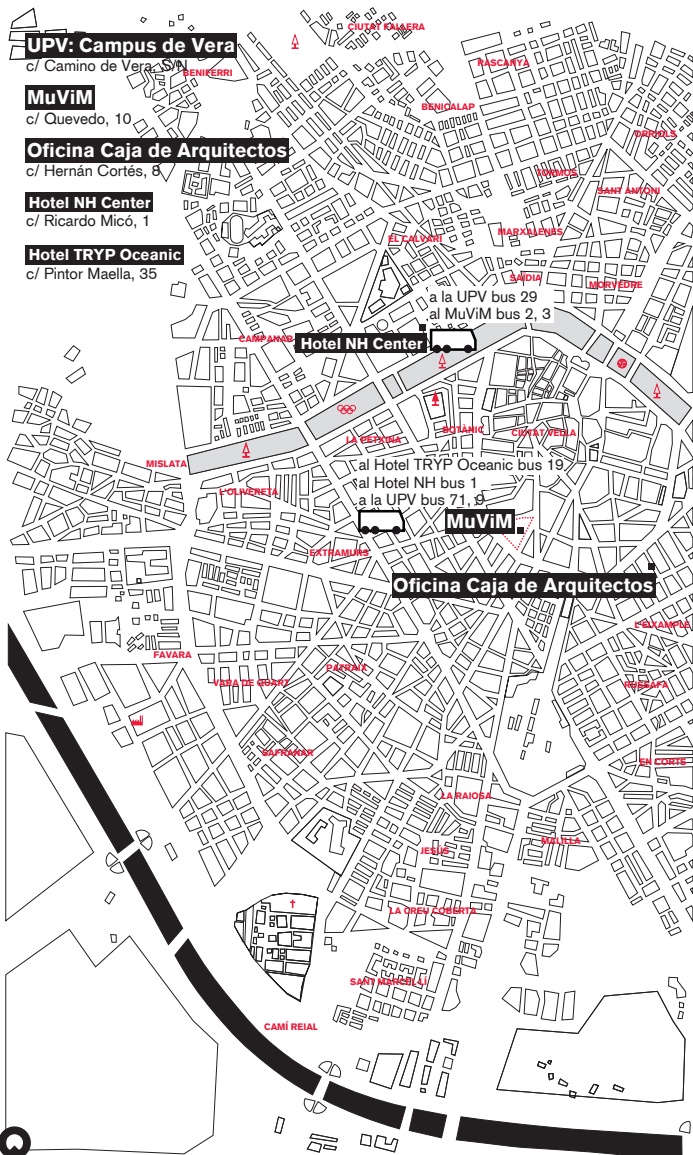 UPV: Campus de Vera
c/ Camino de Vera, S/N
MuViM
c/ Quevedo, 10
Oficina Caja de Arquitectos
c/ Hernán Cortés, 8
Hotel NH Center
c/ Ricardo Micó, 1
Hotel TRYP Oceanic
c/ Pintor Maella, 35
CIUTAT FALLERA
BENIFERRI
RASCANYA
BENICALAP
ORRIOLS
TORMOS
SANT ANTONI
EL CALVARI
MARXALENES
SAÏDIA
MORVEDRE
a la UPV bus 29
al MuViM bus 2, 3
CAMPANAR
Hotel NH Center
LA PETXINA
BOTÀNIC
CIUTAT VELLA
MISLATA
al Hotel TRYP Oceanic bus 19
al Hotel NH bus 1
a la UPV bus 71, 9
L'OLIVERETA
MuViM
EXTRAMURS
Oficina Caja de Arquitectos
L'EIXAMPLE
FAVARA
PATRAIX
VARA DE QUART
RUSSAFA
SAFRANAR
EN CORTS
LA RAIOSA
MALILLA
JESÚS
LA CREU COBERTA
SANT MARCEL·LÍ
CAMÍ REIAL